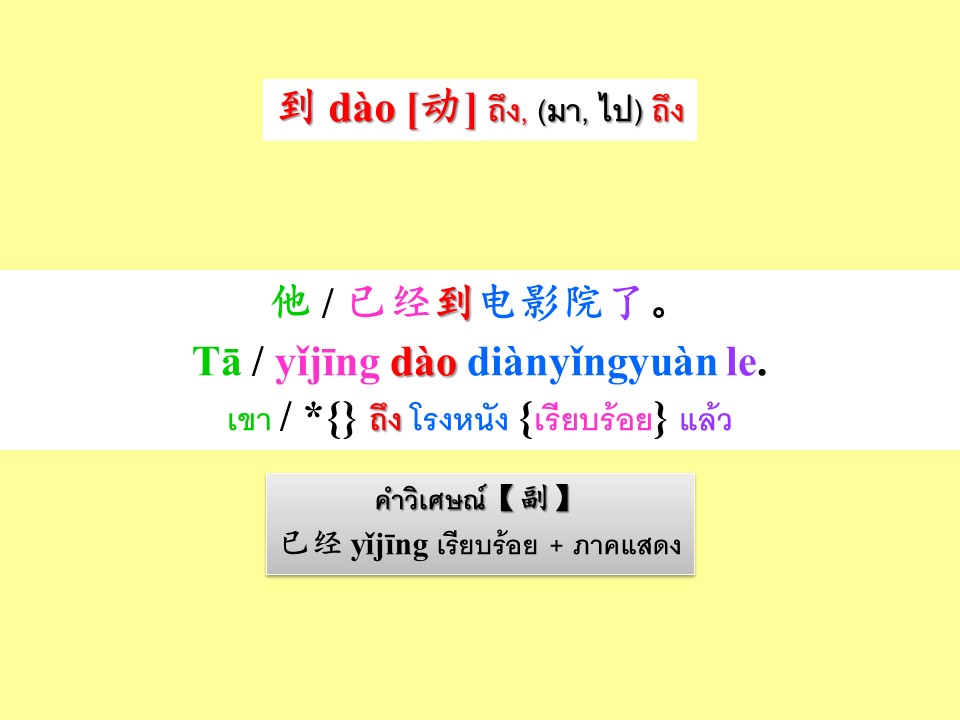 到 dào [动] ถึง, (มา, ไป) ถึง
他 / 已经到电影院了。
Tā / yǐjīng dào diànyǐngyuàn le.
เขา / *{} ถึง โรงหนัง {เรียบร้อย} แล้ว
คำวิเศษณ์【副】
已经 yǐjīng เรียบร้อย + ภาคแสดง